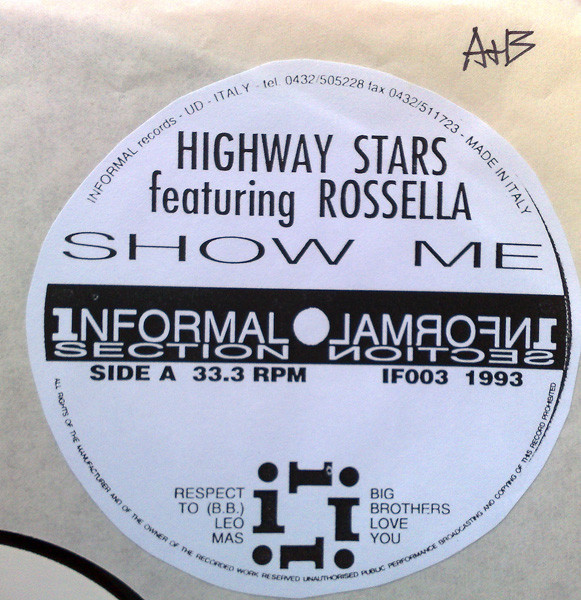 A+B
INFORMAL records - UD - ITALY - tel. 0432/505228 fax 0432/511723 - MADE IN ITALY
HIGHWAY STARS
featuring ROSSELLA
SHOW ME
INFORMAL INFORMAL
SECTION SECTION
SIDE A 33.3 RPM IF003 1993
RESPECT
TO (B.B.)
LEO
MAS
BIG
BROTHERS
LOVE
YOU
ALL RIGHTS OF THE MANUFACTURER AND OF THE OWNER OF THE RECORDED WORK RESERVED UNAUTHORISED PUBLIC PERFORMANCE BROADCASTING AND COPYING OF THIS RECORD PROHIBITED